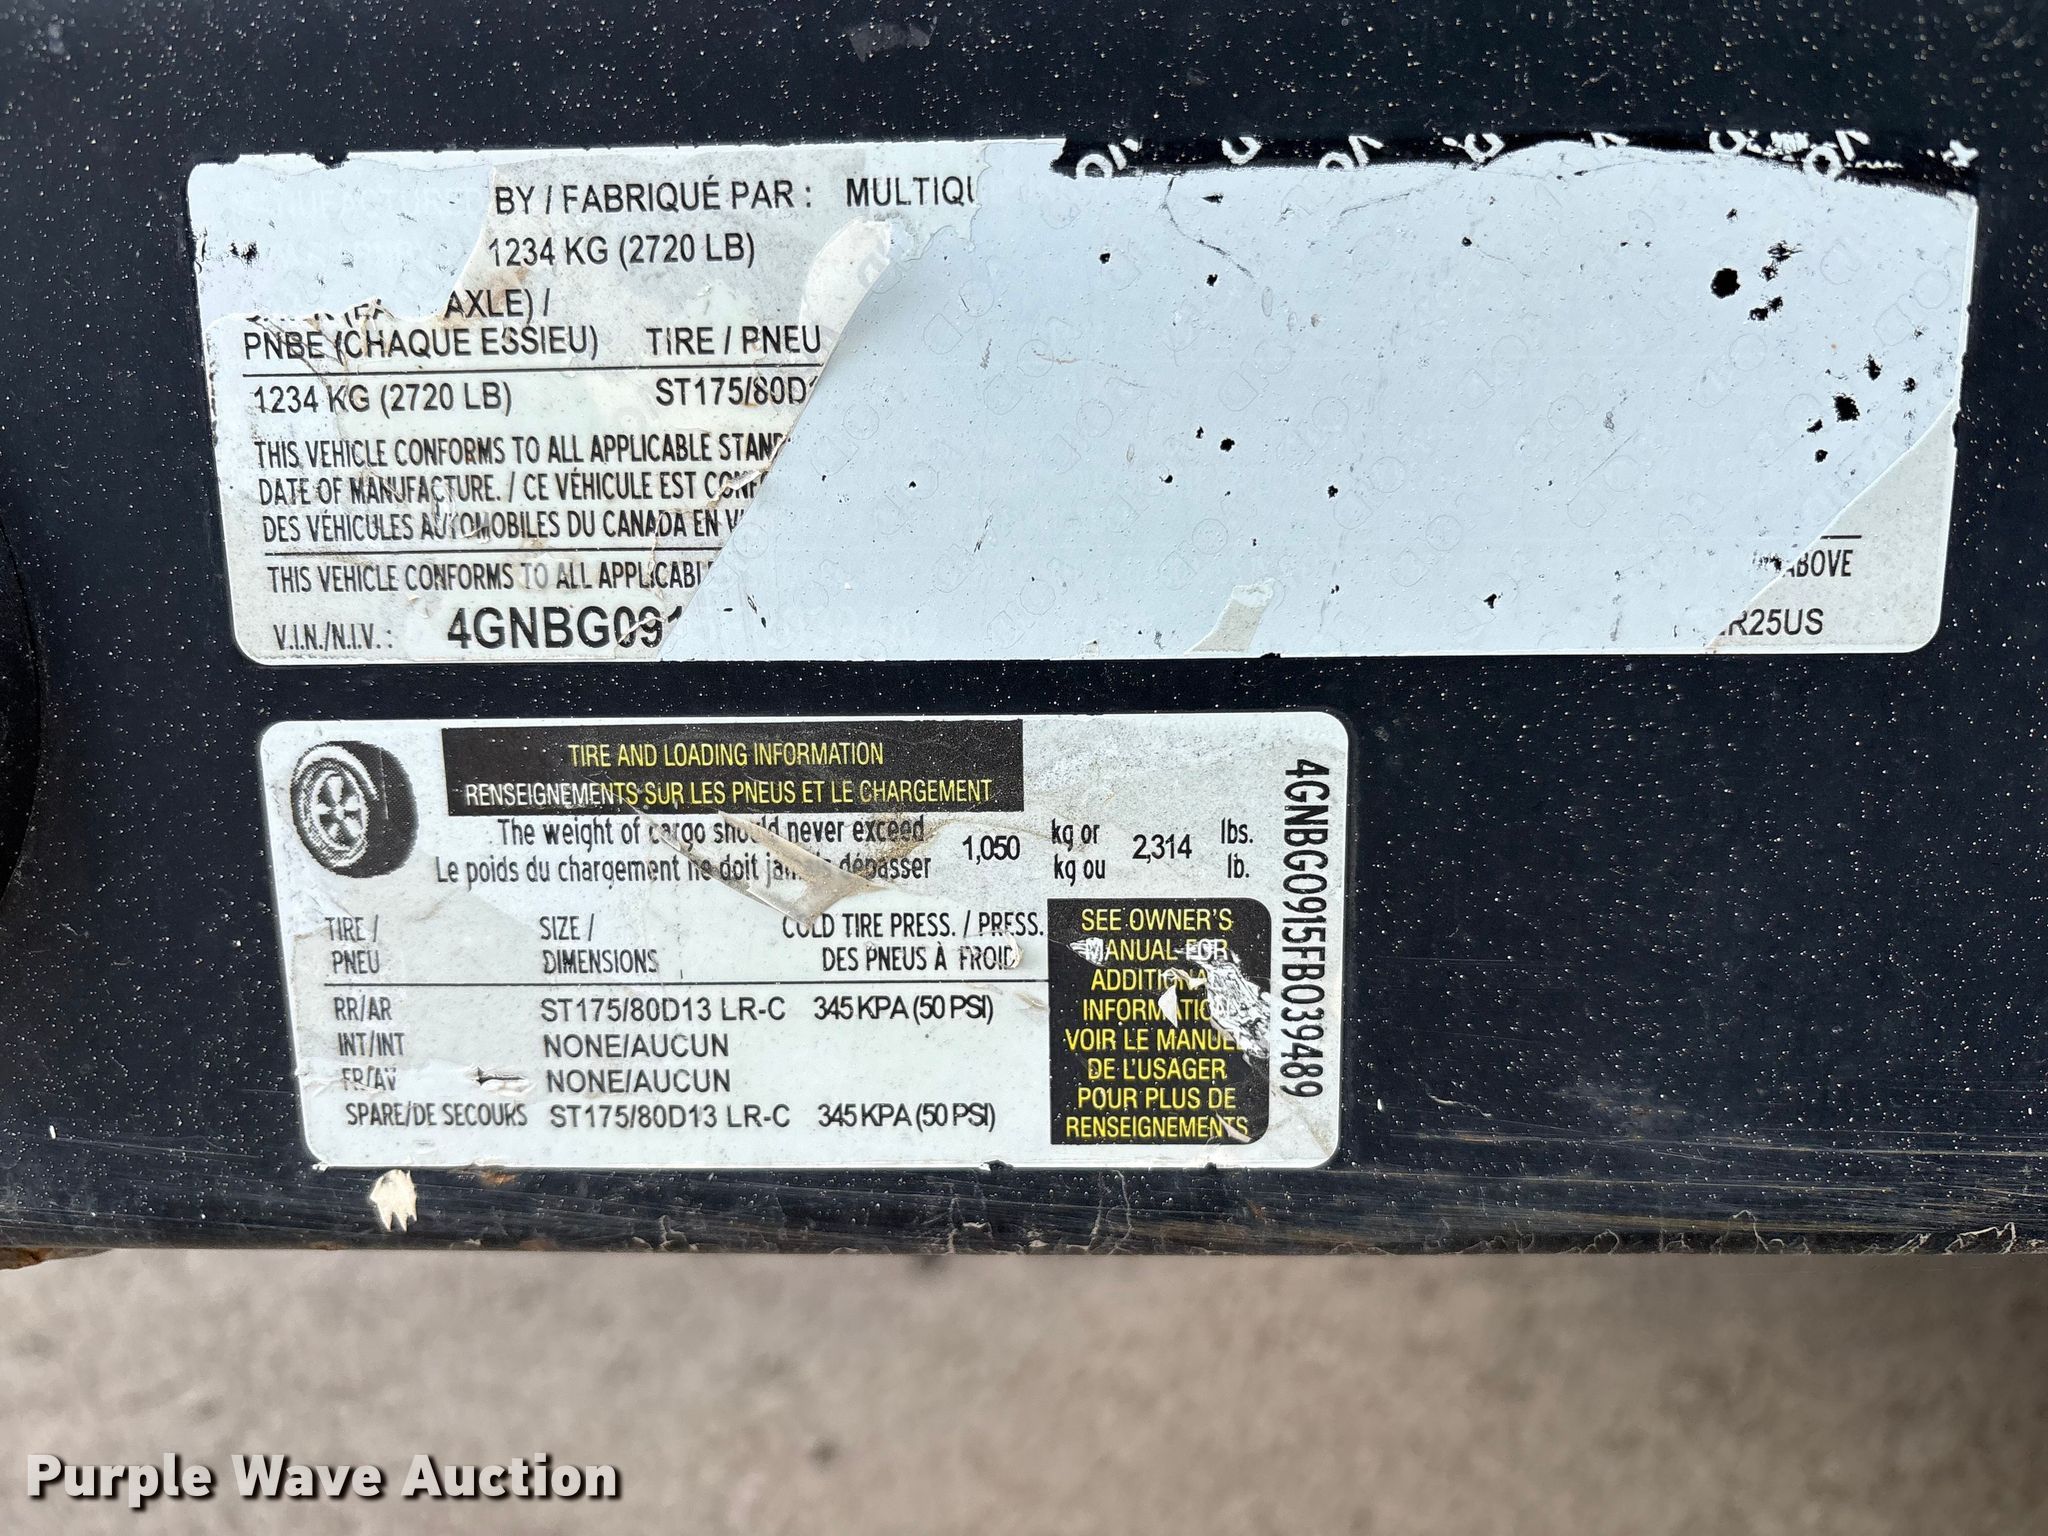 BY / FABRIQUÉ PAR : MULTIQU
1234 KG (2720 LB)
AXLE) /
PNBE (CHAQUE ESSIEU) TIRE / PNEU
1234 KG (2720 LB) ST175/80D1
THIS VEHICLE CONFORMS TO ALL APPLICABLE STAND
DATE OF MANUFACTURE. / CE VÉHICULE EST CONF
DES VÉHICULES AUTOMOBILES DU CANADA EN V
THIS VEHICLE CONFORMS TO ALL APPLICABLE ABOVE
V.I.N./N.I.V.: 4GNBG091 R25US
TIRE AND LOADING INFORMATION
RENSEIGNEMENTS SUR LES PNEUS ET LE CHARGEMENT
The weight of cargo should never exceed 1,050 kg or 2,314 lbs.
Le poids du chargement ne doit jamais dépasser kg ou lb.
TIRE / SIZE / COLD TIRE PRESS. / PRESS.
PNEU DIMENSIONS DES PNEUS À FROID
RR/AR ST175/80D13 LR-C 345 KPA (50 PSI)
INT/INT NONE/AUCUN
FR/AV NONE/AUCUN
SPARE/DE SECOURS ST175/80D13 LR-C 345 KPA (50 PSI)
SEE OWNER'S
MANUAL FOR
ADDITIONAL
INFORMATION
VOIR LE MANUEL
DE L'USAGER
POUR PLUS DE
RENSEIGNEMENTS
4GNBG0915FB039489
Purple Wave Auction